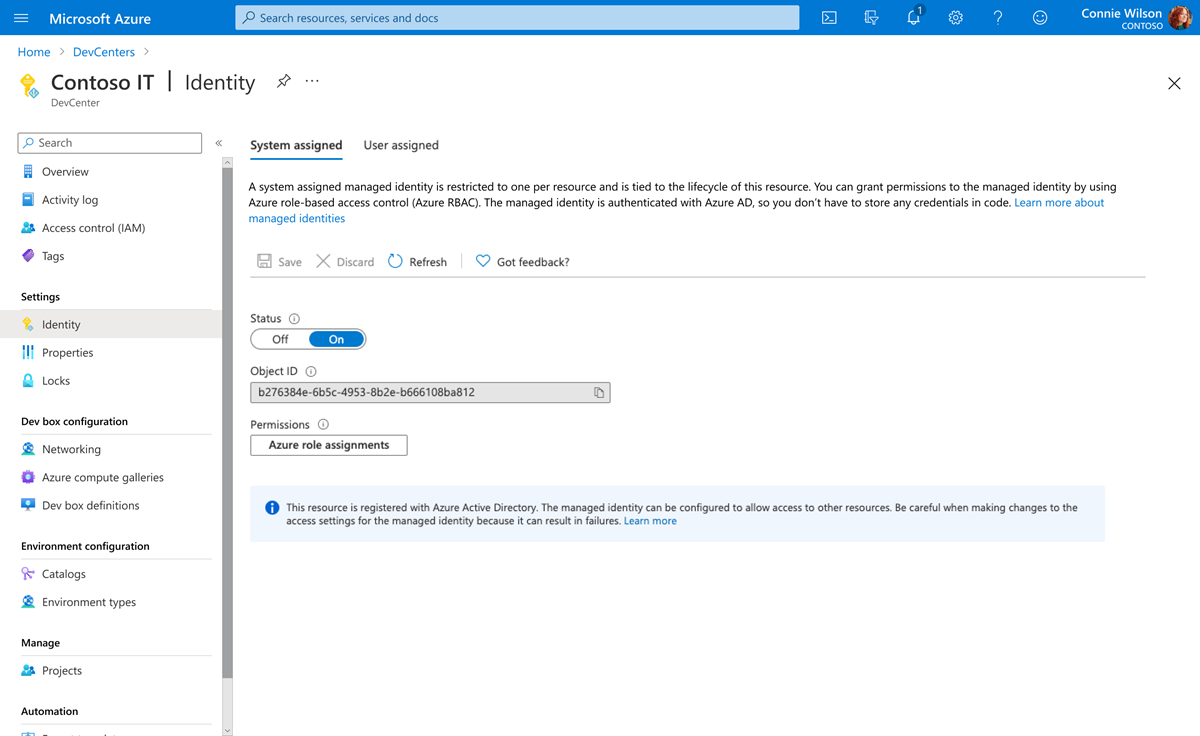 Microsoft Azure
Search resources, services and docs
1
Connie Wilson
CONTOSO
Home > DevCenters >
Contoso IT | Identity
DevCenter
Search
Overview
Activity log
Access control (IAM)
Tags
Settings
Identity
Properties
Locks
Dev box configuration
Networking
Azure compute galleries
Dev box definitions
Environment configuration
Catalogs
Environment types
Manage
Projects
Automation
System assigned User assigned
A system assigned managed identity is restricted to one per resource and is tied to the lifecycle of this resource. You can grant permissions to the managed identity by using
Azure role-based access control (Azure RBAC). The managed identity is authenticated with Azure AD, so you don’t have to store any credentials in code. Learn more about
managed identities
Save Discard Refresh Got feedback?
Status
Off On
Object ID
b276384e-6b5c-4953-8b2e-b666108ba812
Permissions
Azure role assignments
This resource is registered with Azure Active Directory. The managed identity can be configured to allow access to other resources. Be careful when making changes to the
access settings for the managed identity because it can result in failures. Learn more